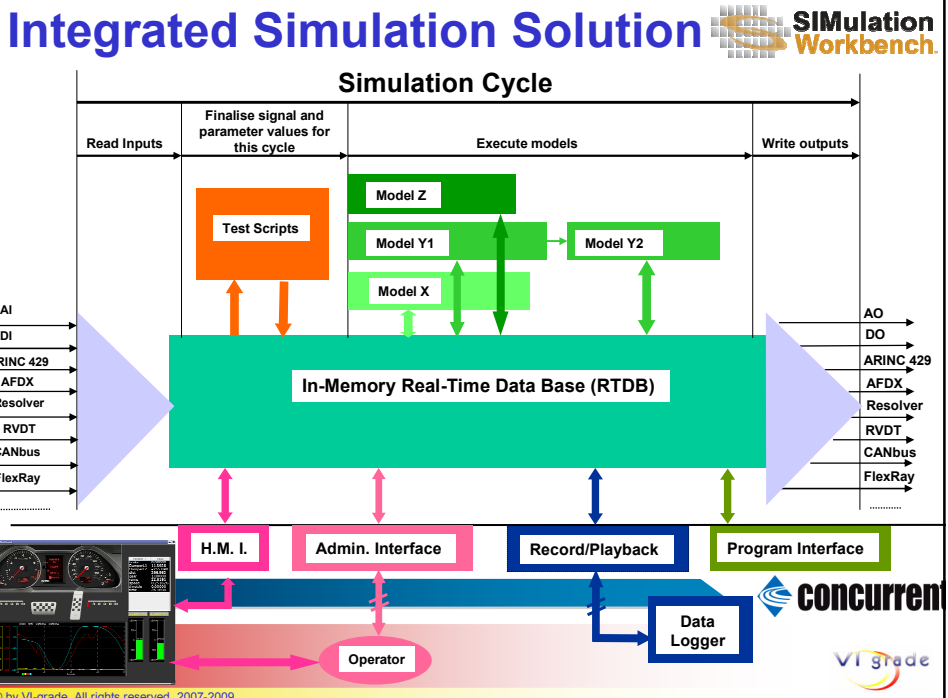 Integrated Simulation Solution
SIMulation
Workbench.
Simulation Cycle
Read Inputs
Finalise signal and
parameter values for
this cycle
Execute models
Write outputs
Test Scripts
Model Z
Model Y1
Model Y2
Model X
AI
DI
RINC 429
AFDX
Resolver
RVDT
CANbus
FlexRay
....................
In-Memory Real-Time Data Base (RTDB)
AO
DO
ARINC 429
AFDX
Resolver
RVDT
CANbus
FlexRay
............
H.M. I.
Admin. Interface
Record/Playback
Program Interface
concurrent
Data
Logger
Operator
VI grade
© by VI-grade. All rights reserved. 2007-2009